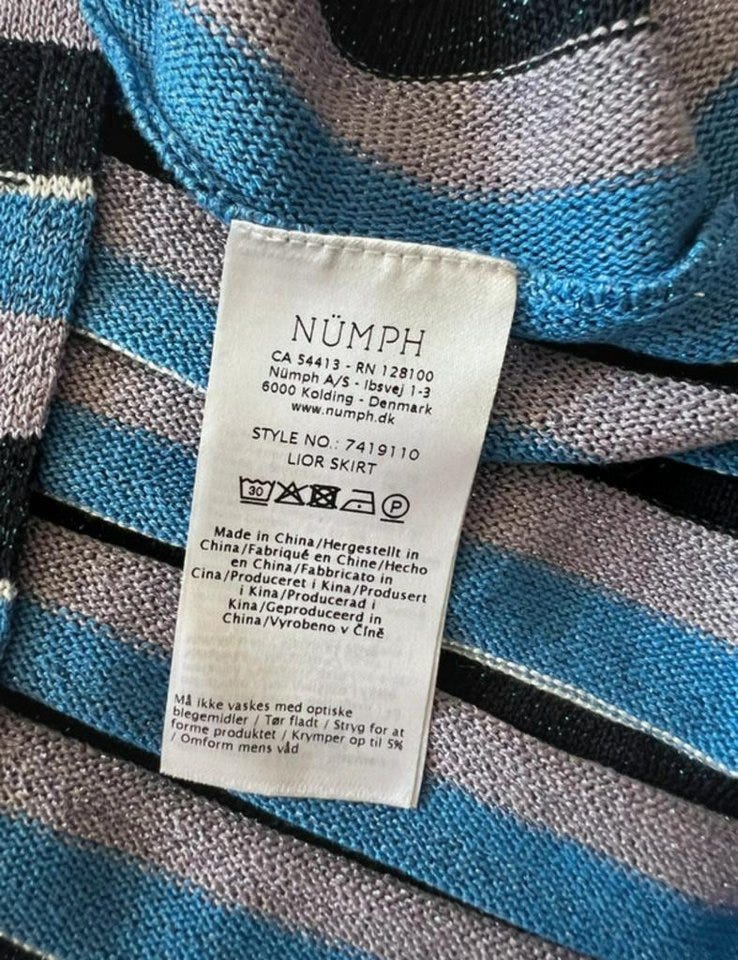 NÜMPH
CA 54413 - RN 128100
Nümph A/S - Ibsvej 1-3
6000 Kolding - Denmark
www.numph.dk
STYLE NO.: 7419110
LIOR SKIRT
30 P
Made in China/Hergestellt in
China/Fabriqué en Chine/Hecho
en China/Fabbricato in
Cina/Produceret i Kina/Produsert
i Kina/Producerad i
Kina/Geproduceerd in
China/Vyrobeno v Číně
Må ikke vaskes med optiske
blegemidler / Tør fladt / Stryg for at
forme produktet / Krymper op til 5%
/ Omform mens våd